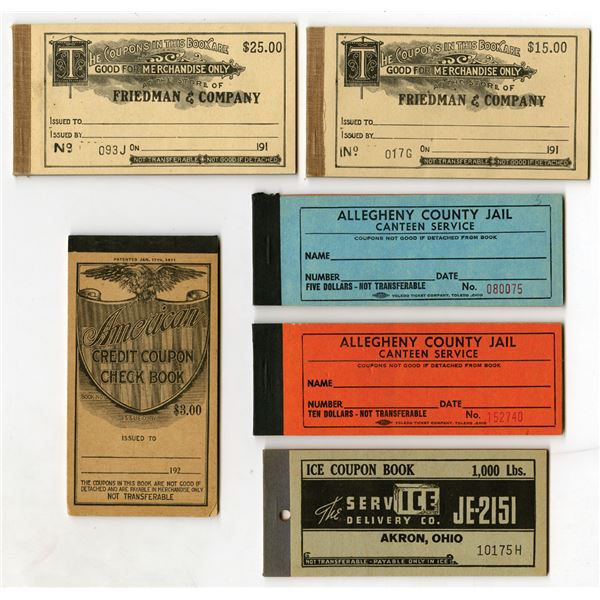 THE COUPONS IN THIS BOOK ARE $25.00
GOOD FOR MERCHANDISE ONLY
AT THE STORE OF
FRIEDMAN & COMPANY
ISSUED TO
ISSUED BY
No 093J ON 191
NOT TRANSFERABLE NOT GOOD IF DETACHED
THE COUPONS IN THIS BOOK ARE $15.00
GOOD FOR MERCHANDISE ONLY
AT THE STORE OF
FRIEDMAN & COMPANY
ISSUED TO
ISSUED BY
No 017G ON 191
NOT TRANSFERABLE NOT GOOD IF DETACHED
ALLEGHENY COUNTY JAIL
CANTEEN SERVICE
COUPONS NOT GOOD IF DETACHED FROM BOOK
NAME
NUMBER DATE
FIVE DOLLARS - NOT TRANSFERABLE No. 080075
TOLEDO TICKET COMPANY, TOLEDO, OHIO
PATENTED JAN. 17TH, 1871
American
CREDIT COUPON
CHECK BOOK
BOOK NO
ISSUE ONLY
$3.00
ISSUED TO
192
THE COUPONS IN THIS BOOK ARE NOT GOOD IF
DETACHED AND ARE PAYABLE IN MERCHANDISE ONLY
NOT TRANSFERABLE
ALLEGHENY COUNTY JAIL
CANTEEN SERVICE
COUPONS NOT GOOD IF DETACHED FROM BOOK
NAME
NUMBER DATE
TEN DOLLARS - NOT TRANSFERABLE No. 152740
TOLEDO TICKET COMPANY, TOLEDO, OHIO
ICE COUPON BOOK 1,000 Lbs.
The SERVICE
DELIVERY CO. JE-2151
AKRON, OHIO
10175H
NOT TRANSFERABLE - PAYABLE ONLY IN ICE